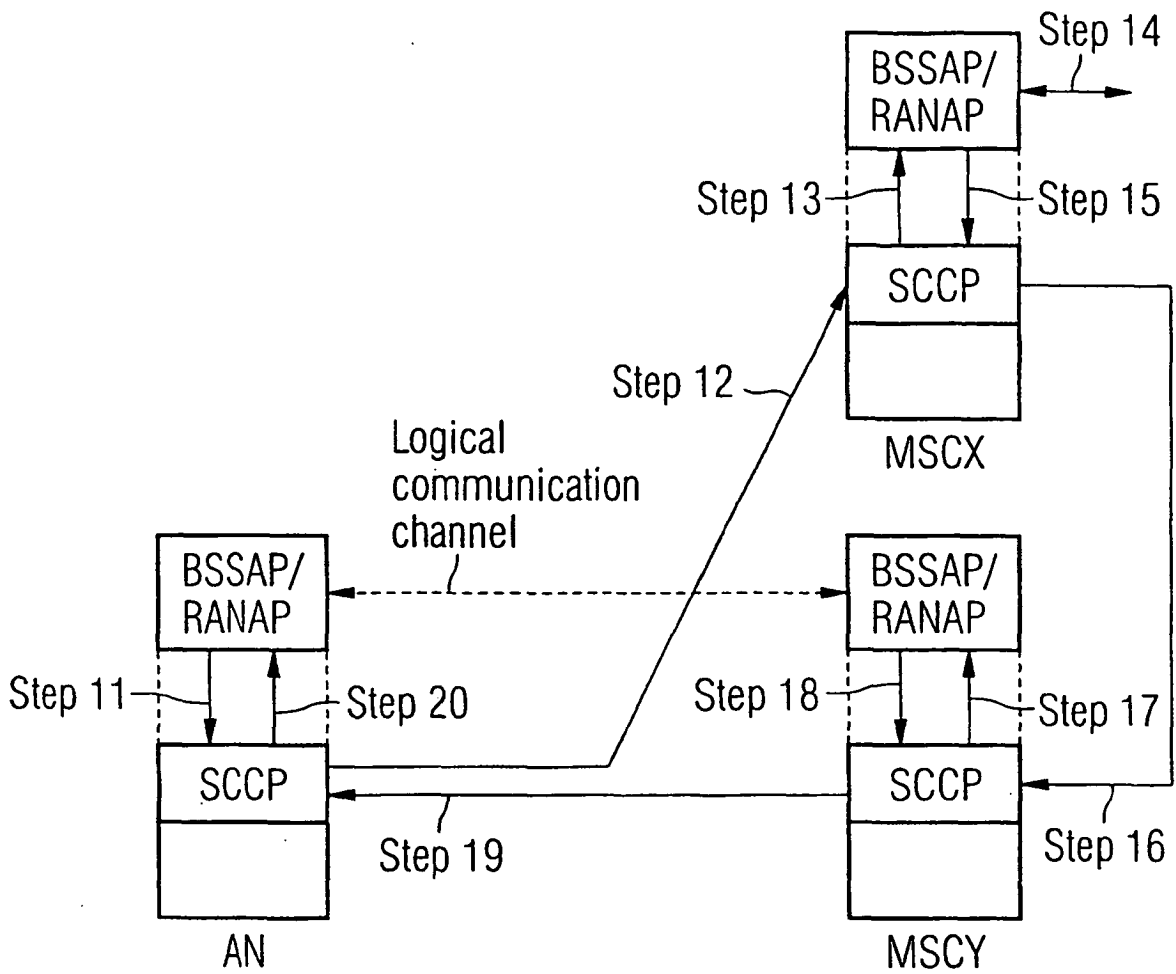 Step 14
BSSAP/
RANAP
Step 13
Step 15
SCCP
Step 12
MSCX
Logical
communication
channel
BSSAP/
RANAP
BSSAP/
RANAP
Step 11
Step 20
Step 18
Step 17
SCCP
SCCP
Step 19
Step 16
AN
MSCY